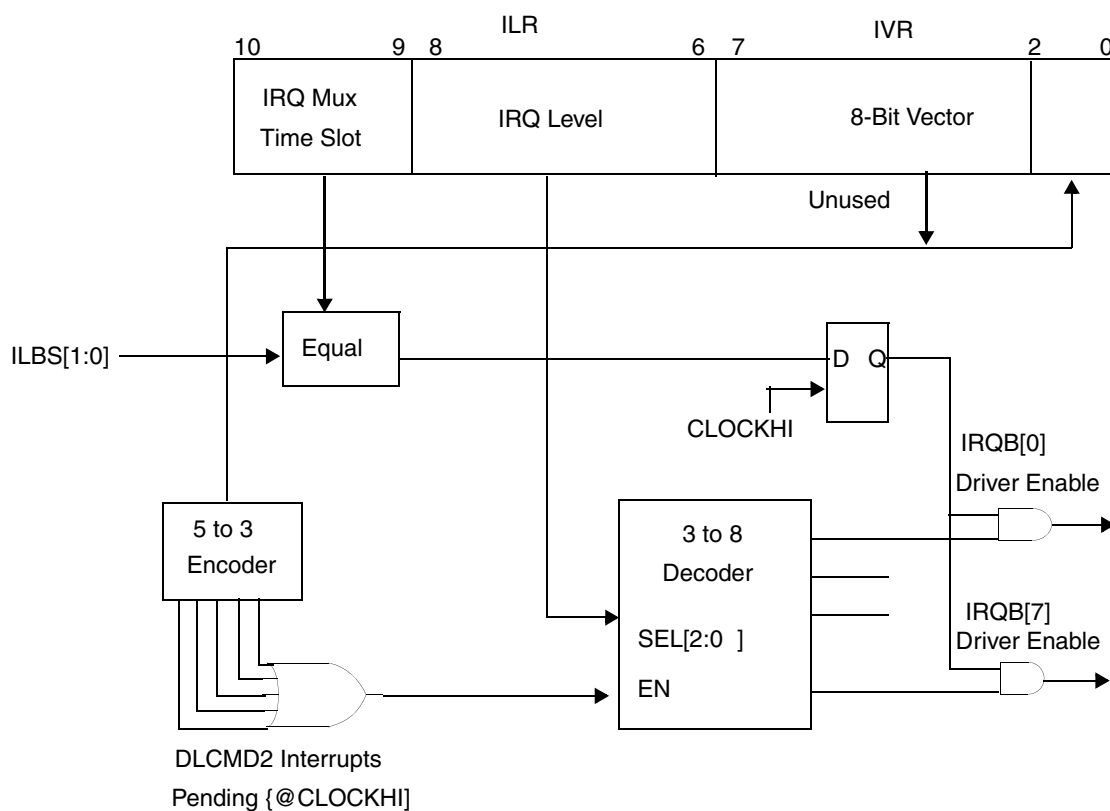 ILR
IVR
10 9 8 6 7 2 0
IRQ Mux
Time Slot
IRQ Level
8-Bit Vector
Unused
ILBS[1:0]
Equal
D Q
CLOCKHI
IRQB[0]
Driver Enable
5 to 3
Encoder
3 to 8
Decoder
SEL[2:0 ]
EN
IRQB[7]
Driver Enable
DLCMD2 Interrupts
Pending {@CLOCKHI]